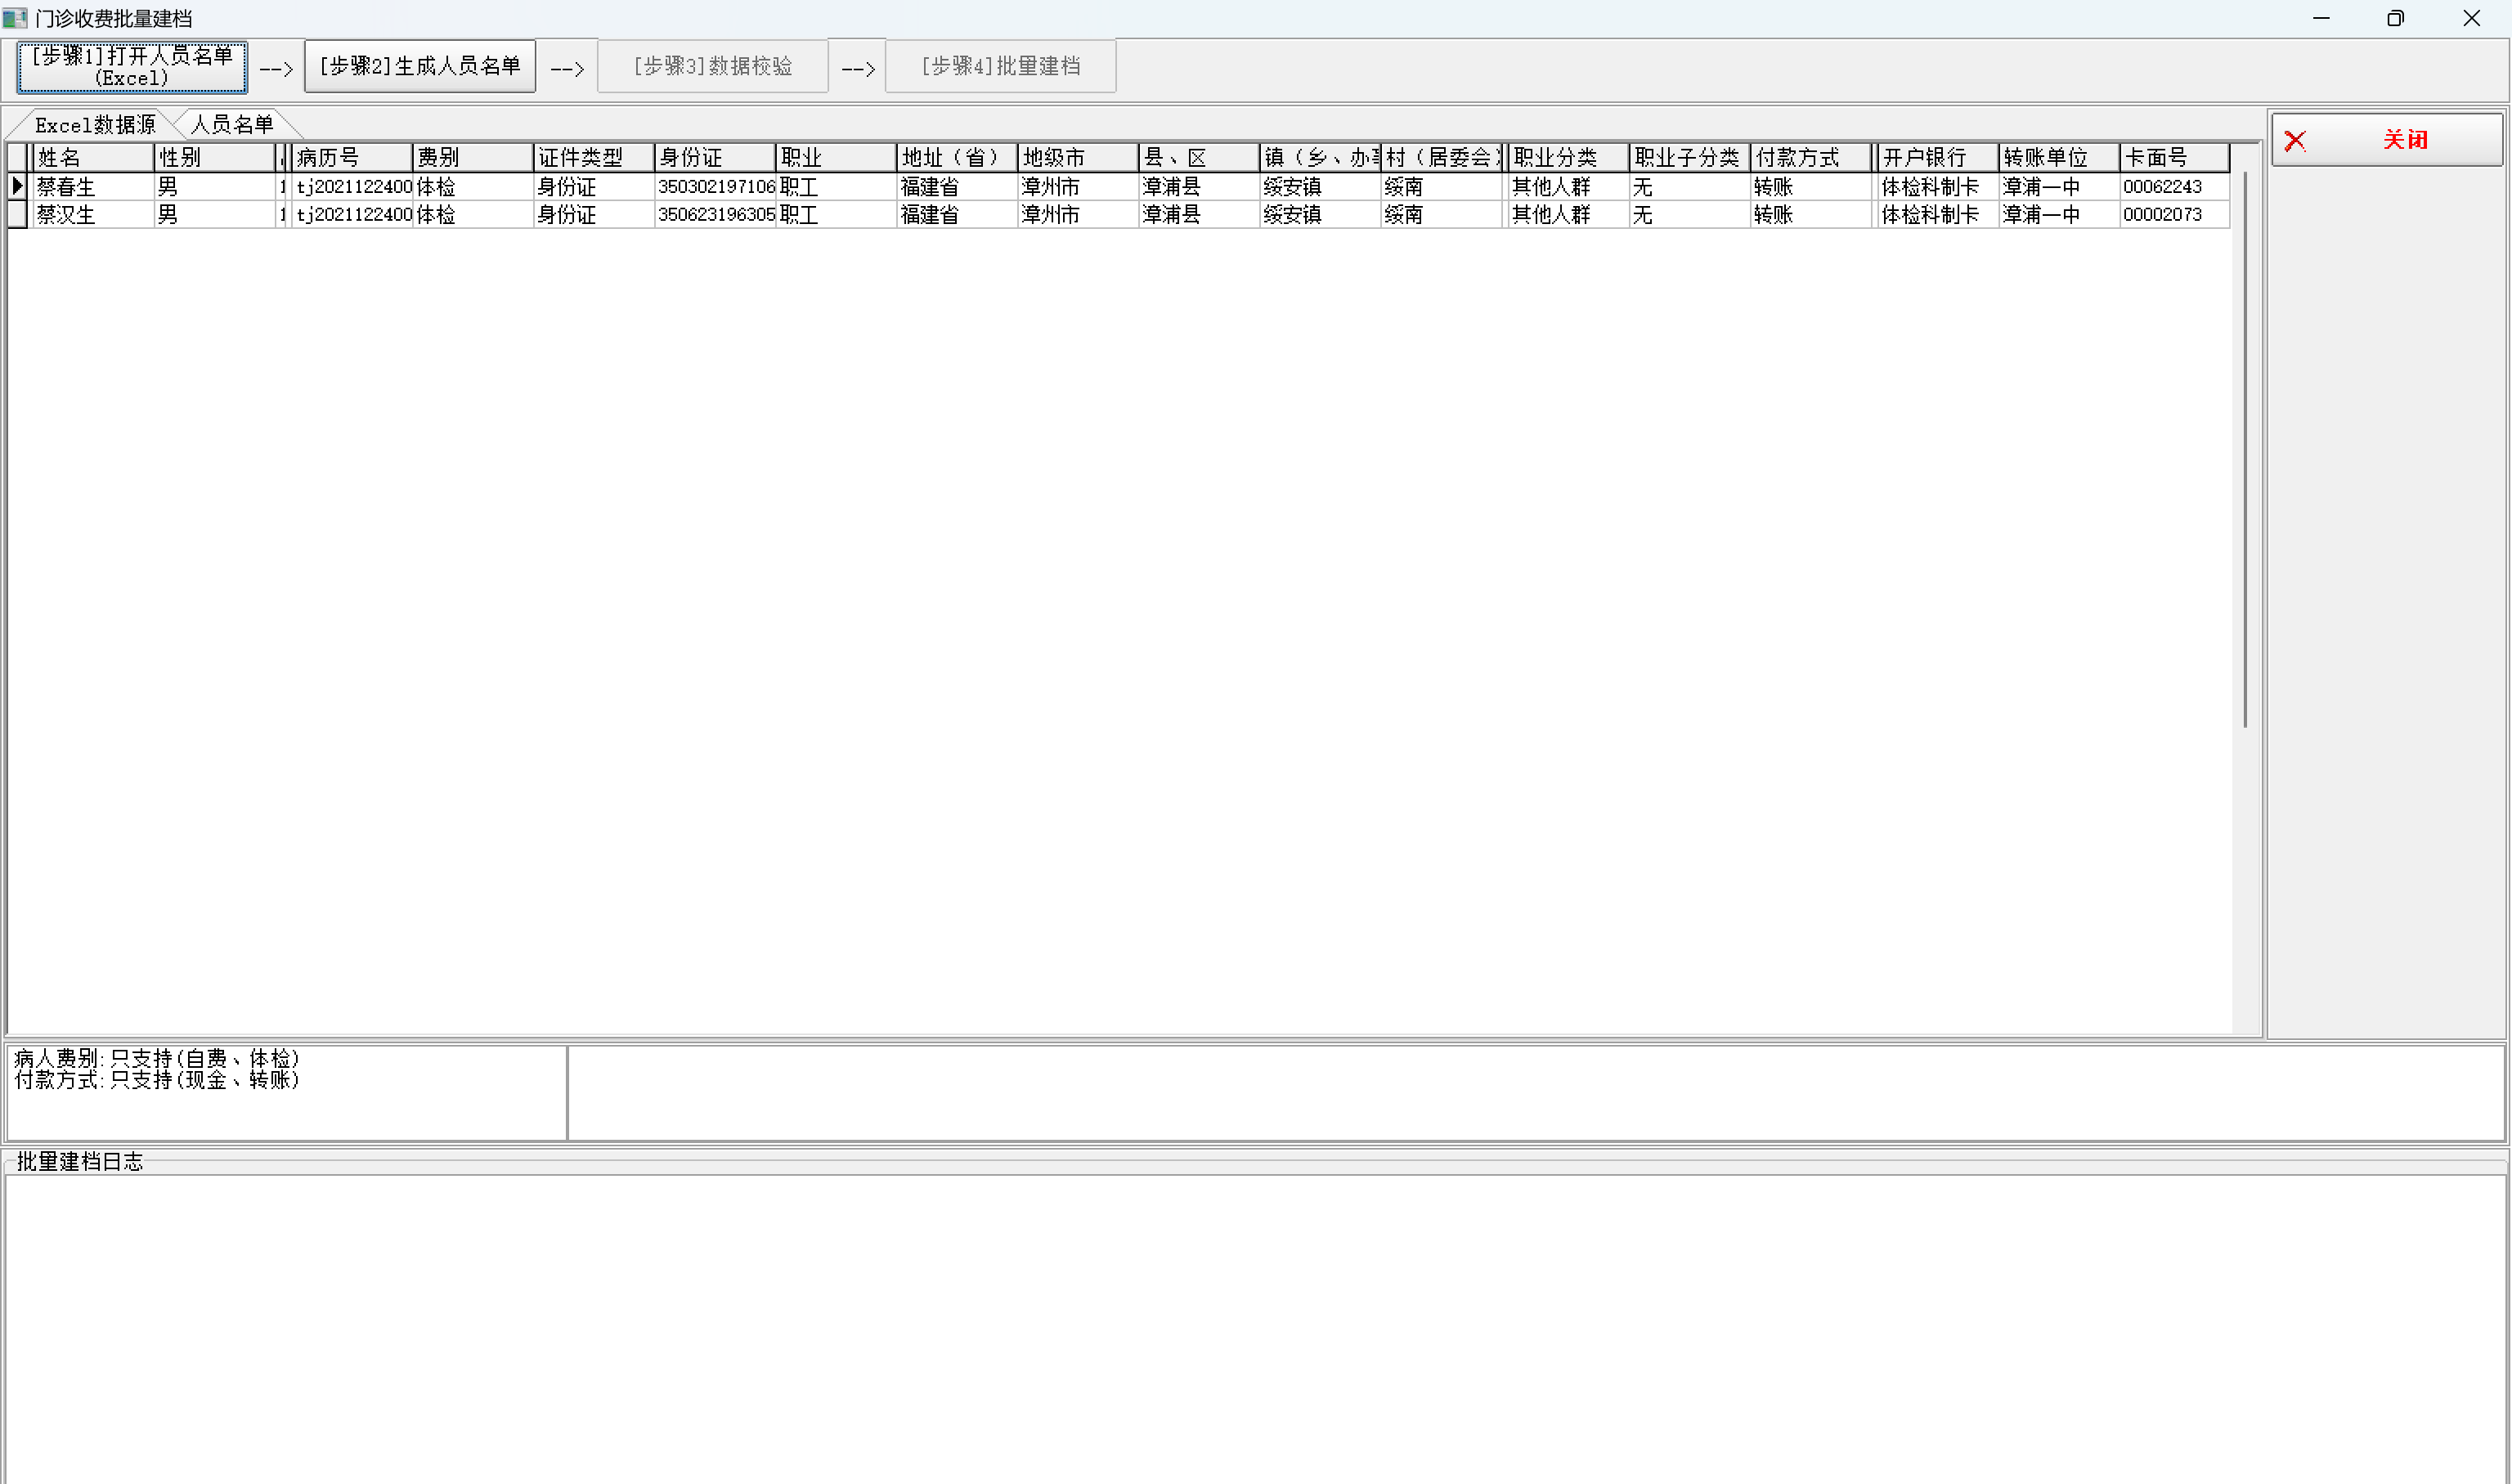 门诊收费批量建档
[步骤1]打开人员名单
(Excel)
-->
[步骤2]生成人员名单
-->
[步骤3]数据校验
-->
[步骤4]批量建档
Excel数据源 人员名单
关闭
姓名 性别 病历号 费别 证件类型 身份证 职业 地址（省） 地级市 县、区 镇（乡、办 村（居委会 职业分类 职业子分类 付款方式 开户银行 转账单位 卡面号
蔡春生 男 1 tj2021122400 体检 身份证 350302197106 职工 福建省 漳州市 漳浦县 绥安镇 绥南 其他人群 无 转账 体检科制卡 漳浦一中 00062243
蔡汉生 男 1 tj2021122400 体检 身份证 350623196305 职工 福建省 漳州市 漳浦县 绥安镇 绥南 其他人群 无 转账 体检科制卡 漳浦一中 00002073
病人费别:只支持(自费、体检)
付款方式:只支持(现金、转账)
批量建档日志